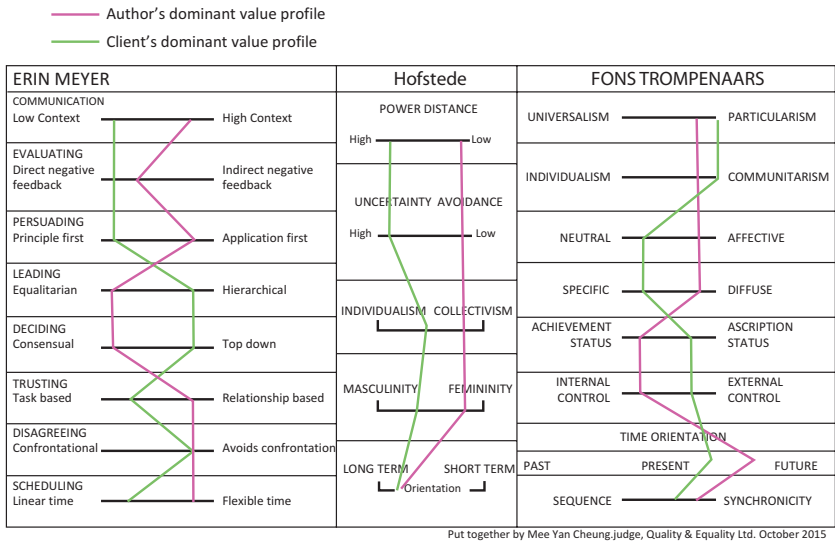 Author's dominant value profile
Client's dominant value profile
ERIN MEYER
COMMUNICATION
Low Context High Context
EVALUATING
Direct negative Indirect negative
feedback feedback
PERSUADING
Principle first Application first
LEADING
Equalitarian Hierarchical
DECIDING
Consensual Top down
TRUSTING
Task based Relationship based
DISAGREEING
Confrontational Avoids confrontation
SCHEDULING
Linear time Flexible time
Hofstede
POWER DISTANCE
High Low
UNCERTAINTY AVOIDANCE
High Low
INDIVIDUALISM COLLECTIVISM
MASCULINITY FEMININITY
LONG TERM SHORT TERM
Orientation
FONS TROMPENAARS
UNIVERSALISM PARTICULARISM
INDIVIDUALISM COMMUNITARISM
NEUTRAL AFFECTIVE
SPECIFIC DIFFUSE
ACHIEVEMENT ASCRIPTION
STATUS STATUS
INTERNAL EXTERNAL
CONTROL CONTROL
TIME ORIENTATION
PAST PRESENT FUTURE
SEQUENCE SYNCHRONICITY
Put together by Mee Yan Cheung.judge, Quality & Equality Ltd. October 2015